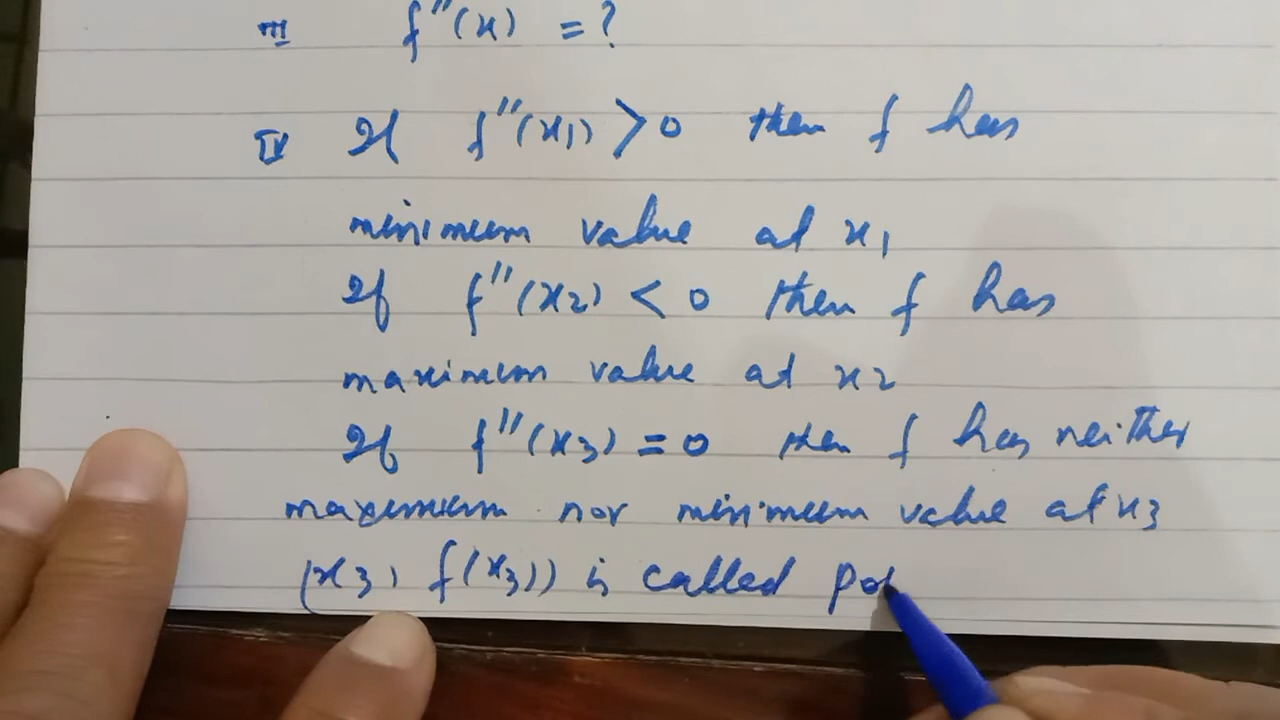 III f''(x) = ?
IV If f''(x1) > 0 then f has
minimum value at x1
If f''(x2) < 0 then f has
maximum value at x2
If f''(x3) = 0 then f has neither
maximum nor minimum value at x3
(x3, f(x3)) is called po